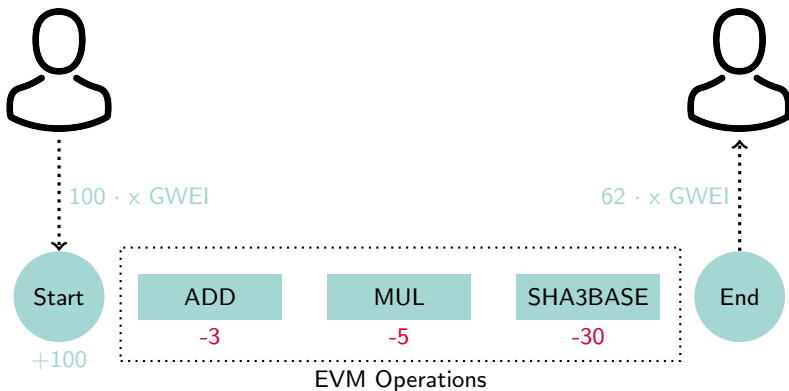 100 · x GWEI
62 · x GWEI
Start
ADD
MUL
SHA3BASE
End
-3
-5
-30
+100
EVM Operations